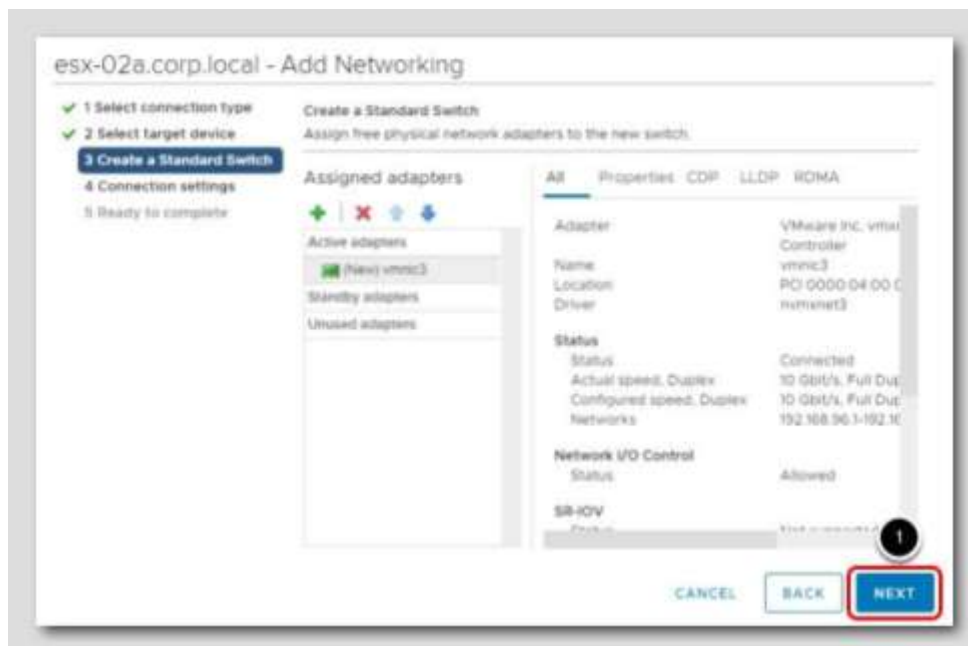 esx-02a.corp.local - Add Networking
1 Select connection type
2 Select target device
3 Create a Standard Switch
4 Connection settings
5 Ready to complete
Create a Standard Switch
Assign free physical network adapters to the new switch.
Assigned adapters
Active adapters
(New) vmnic3
Standby adapters
Unused adapters
All Properties CDP LLDP RDMA
Adapter VMware Inc.
Controller
Name vmnic3
Location PCI 0000:04:00
Driver nvmxnet3
Status
Status Connected
Actual speed, Duplex 10 Gbit/s, Full Dup
Configured speed, Duplex 10 Gbit/s, Full Dup
Networks 192.168.96.1-192.16
Network I/O Control
Status Allowed
SR-IOV
Status
1
CANCEL BACK NEXT